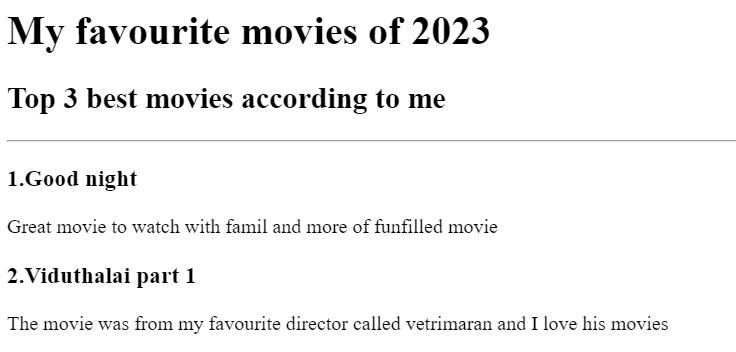 My favourite movies of 2023
Top 3 best movies according to me
1.Good night
Great movie to watch with famil and more of funfilled movie
2.Viduthalai part 1
The movie was from my favourite director called vetrimaran and I love his movies